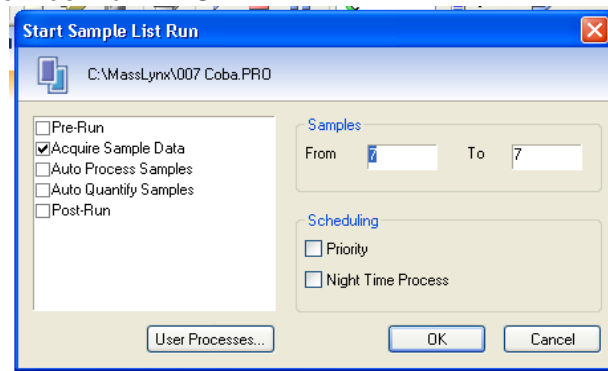 Start Sample List Run
C:\MassLynx\007 Coba.PRO
Pre-Run
Acquire Sample Data
Auto Process Samples
Auto Quantify Samples
Post-Run
Samples
From 7 To 7
Scheduling
Priority
Night Time Process
User Processes... OK Cancel